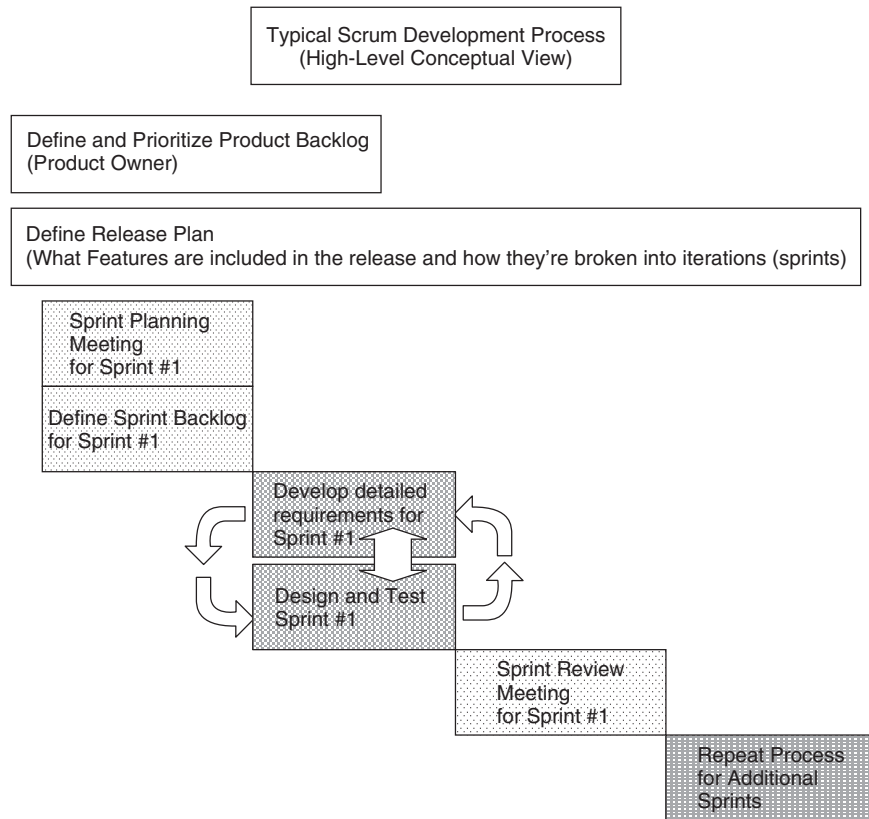 Typical Scrum Development Process
(High-Level Conceptual View)
Define and Prioritize Product Backlog
(Product Owner)
Define Release Plan
(What Features are included in the release and how they're broken into iterations (sprints)
Sprint Planning
Meeting
for Sprint #1
Define Sprint Backlog
for Sprint #1
Develop detailed
requirements for
Sprint #1
Design and Test
Sprint #1
Sprint Review
Meeting
for Sprint #1
Repeat Process
for Additional
Sprints